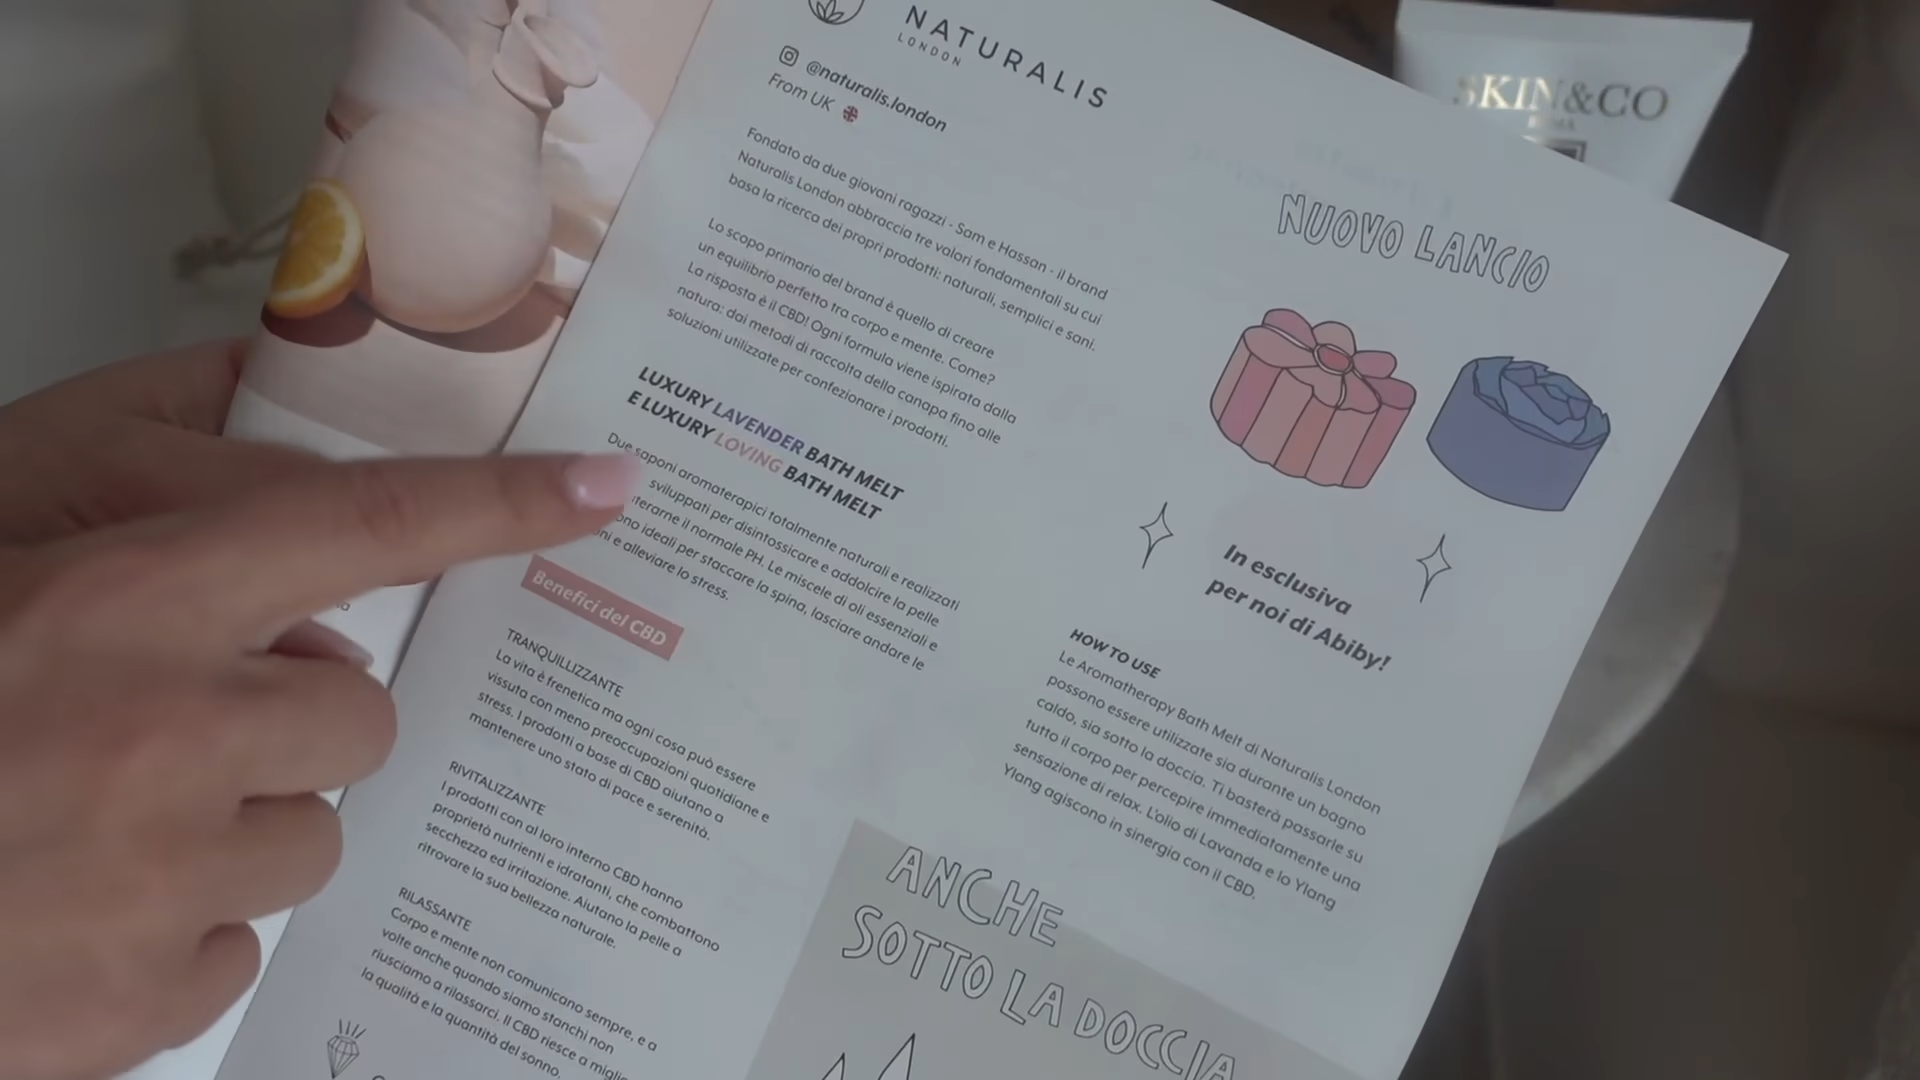 NATURALIS
LONDON
@naturalis.london
From UK
Fondato da due giovani ragazzi - Sam e Hassan - il brand
Naturalis London abbraccia tre valori fondamentali su cui
basa la ricerca dei propri prodotti: naturali, semplici e sani.
Lo scopo primario del brand è quello di creare
un equilibrio perfetto tra corpo e mente. Come?
La risposta è il CBD! Ogni formula viene ispirata dalla
natura: dai metodi di raccolta della canapa fino alle
soluzioni utilizzate per confezionare i prodotti.
LUXURY LAVENDER BATH MELT
E LUXURY LOVING BATH MELT
Due saponi aromaterapici totalmente naturali e realizzati
sviluppati per disintossicare e addolcire la pelle
il normale PH. Le miscele di oli essenziali e
ideali per staccare la spina, lasciare andare le
e alleviare lo stress.
Benefici del CBD
TRANQUILLIZZANTE
La vita è frenetica ma ogni cosa può essere
vissuta con meno preoccupazioni quotidiane e
stress. I prodotti a base di CBD aiutano a
mantenere uno stato di pace e serenità.
RIVITALIZZANTE
I prodotti con al loro interno CBD hanno
proprietà nutrienti e idratanti, che combattono
secchezza ed irritazione. Aiutano la pelle a
ritrovare la sua bellezza naturale.
RILASSANTE
Corpo e mente non comunicano sempre, e a
volte anche quando siamo stanchi non
riusciamo a rilassarci. Il CBD riesce a
la qualità e la quantità del sonno.
NUOVO LANCIO
In esclusiva
per noi di Abiby!
HOW TO USE
Le Aromatherapy Bath Melt di Naturalis London
possono essere utilizzate sia durante un bagno
caldo, sia sotto la doccia. Ti basterà passarle su
tutto il corpo per percepire immediatamente una
sensazione di relax. L'olio di Lavanda e lo Ylang
Ylang agiscono in sinergia con il CBD.
ANCHE
SOTTO LA DOCCIA
SKIN&CO